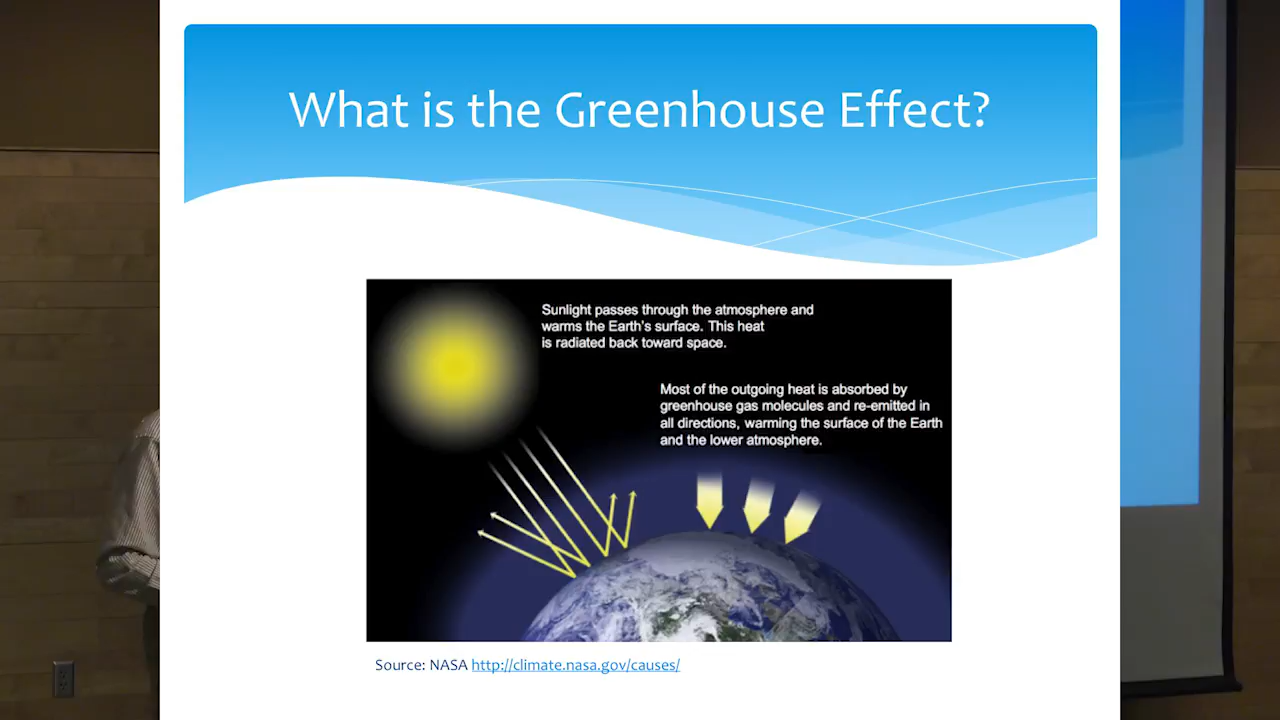 What is the Greenhouse Effect?
Sunlight passes through the atmosphere and
warms the Earth's surface. This heat
is radiated back toward space.
Most of the outgoing heat is absorbed by
greenhouse gas molecules and re-emitted in
all directions, warming the surface of the Earth
and the lower atmosphere.
Source: NASA http://climate.nasa.gov/causes/